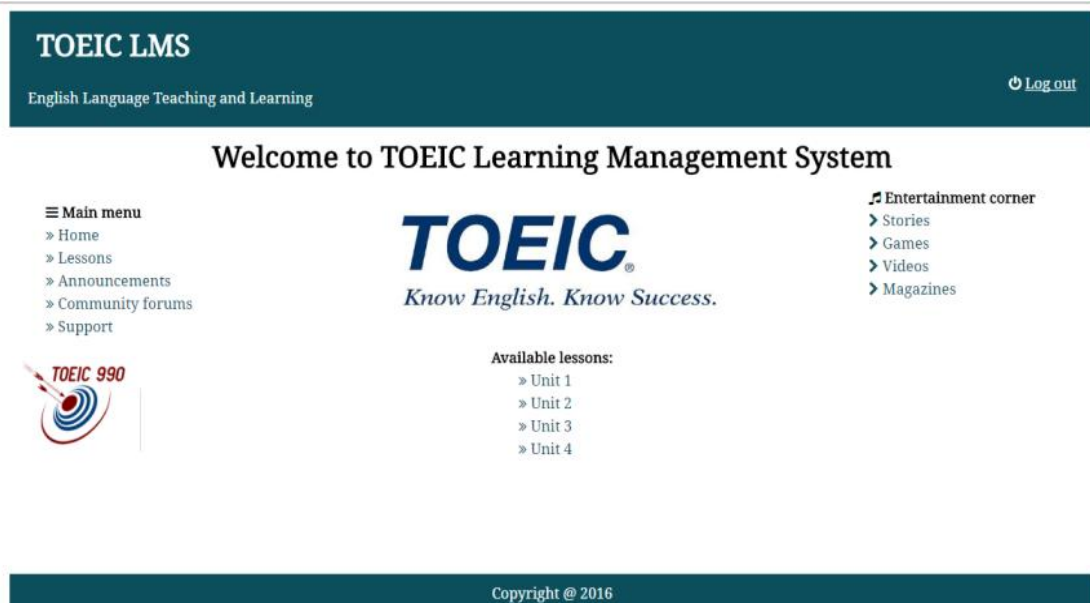 TOEIC LMS
English Language Teaching and Learning
Log out
Welcome to TOEIC Learning Management System
Main menu
» Home
» Lessons
» Announcements
» Community forums
» Support
TOEIC 990
TOEIC®
Know English. Know Success.
Available lessons:
» Unit 1
» Unit 2
» Unit 3
» Unit 4
Entertainment corner
Stories
Games
Videos
Magazines
Copyright @ 2016